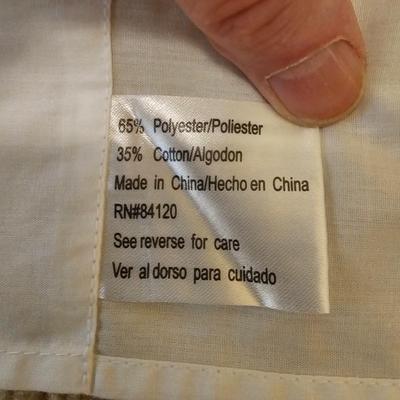 65% Polyester/Poliester
35% Cotton/Algodon
Made in China/Hecho en China
RN#84120
See reverse for care
Ver al dorso para cuidado